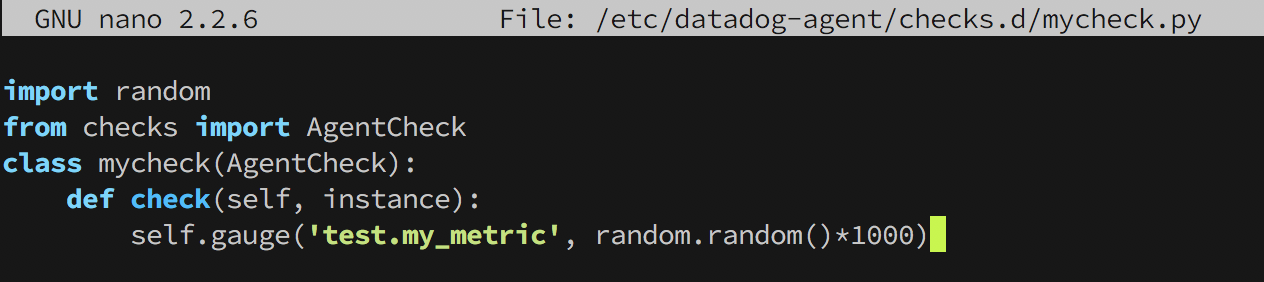 GNU nano 2.2.6 File: /etc/datadog-agent/checks.d/mycheck.py
import random
from checks import AgentCheck
class mycheck(AgentCheck):
    def check(self, instance):
        self.gauge('test.my_metric', random.random()*1000)